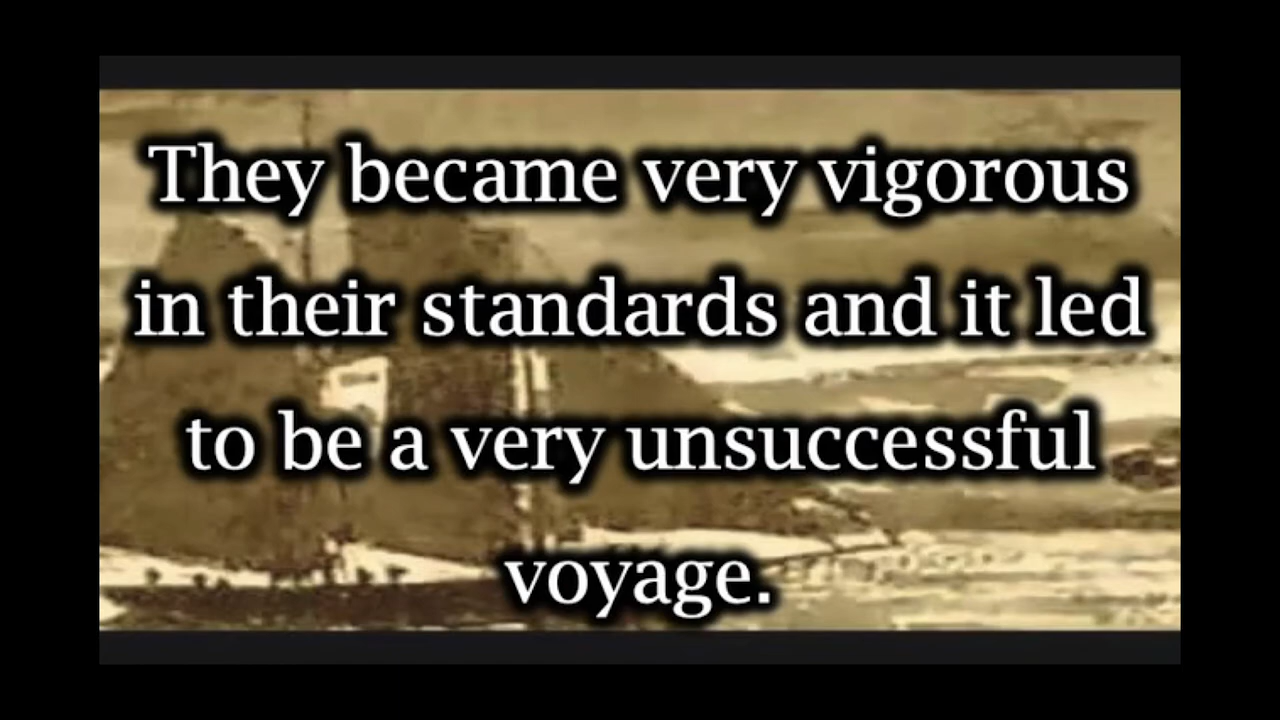 They became very vigorous
in their standards and it led
to be a very unsuccessful
voyage.